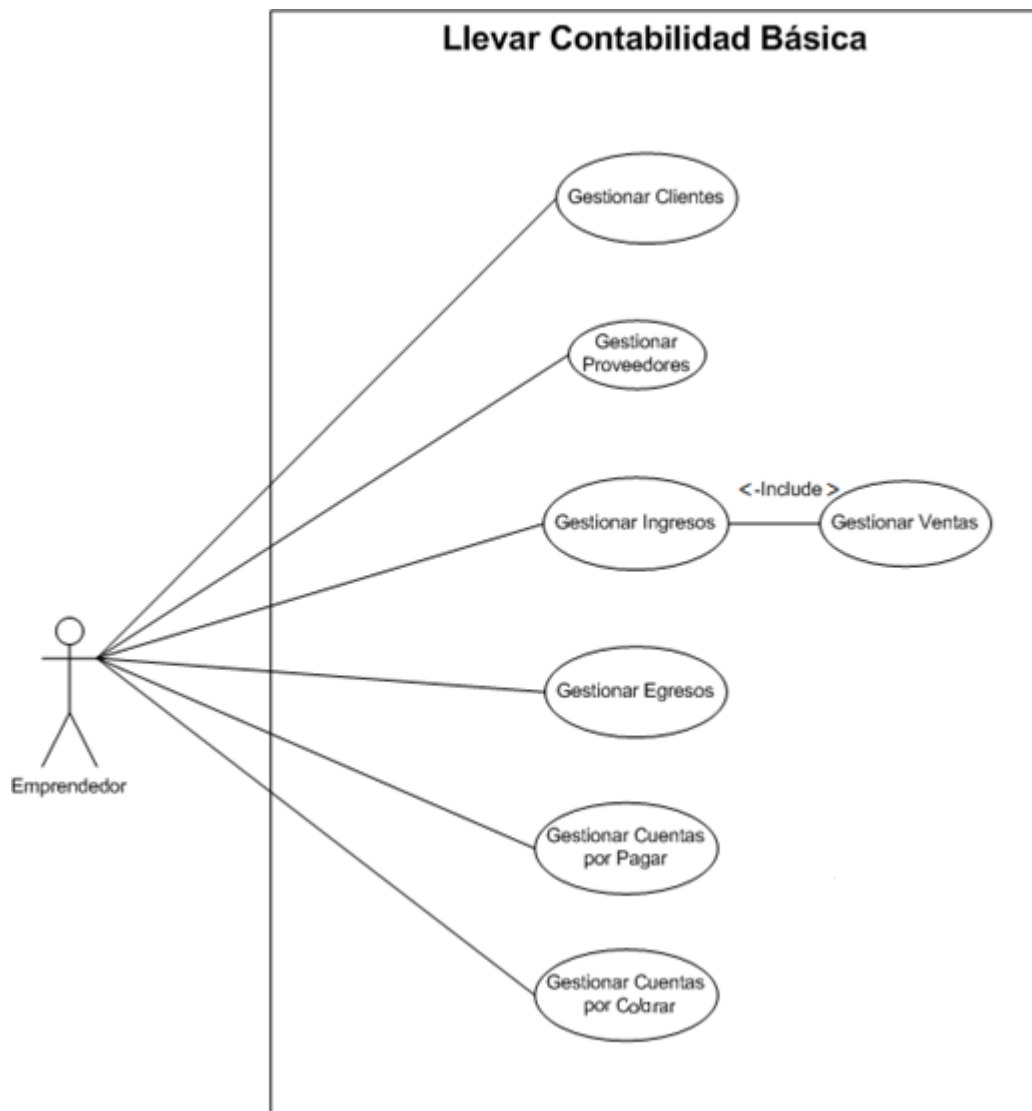 Llevar Contabilidad Básica
Gestionar Clientes
Gestionar
Proveedores
<-Include >
Gestionar Ingresos
Gestionar Ventas
Gestionar Egresos
Emprendedor
Gestionar Cuentas
por Pagar
Gestionar Cuentas
por Colarar